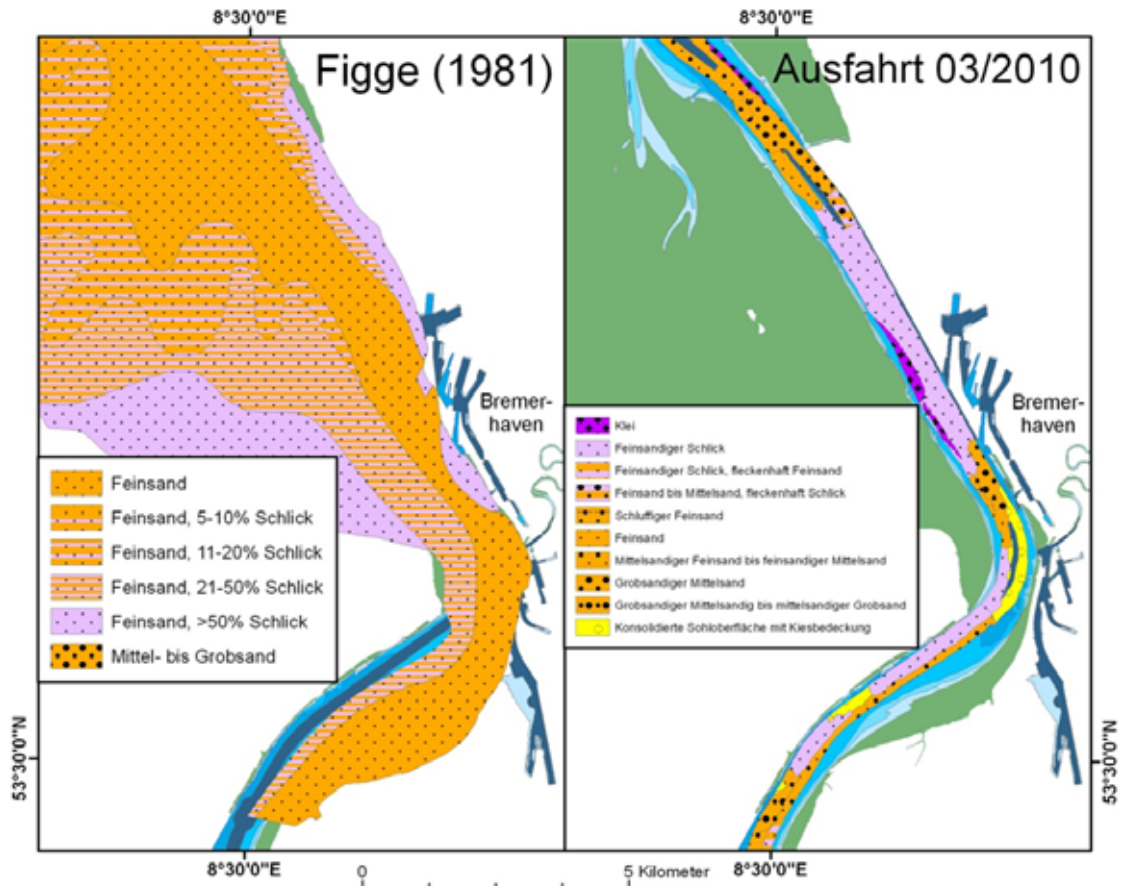 8°30'0"E
8°30'0"E
Figge (1981)
Ausfahrt 03/2010
Bremer-
haven
Bremer-
haven
Feinsand
Feinsand, 5-10% Schlick
Feinsand, 11-20% Schlick
Feinsand, 21-50% Schlick
Feinsand, >50% Schlick
Mittel- bis Grobsand
Klei
Feinsandiger Schlick
Feinsandiger Schlick, fleckenhaft Feinsand
Feinsand bis Mittelsand, fleckenhaft Schlick
Schluffiger Feinsand
Feinsand
Mittelsandiger Feinsand bis feinsandiger Mittelsand
Grobsandiger Mittelsand
Grobsandiger Mittelsandig bis mittelsandiger Grobsand
Konsolidierte Sohloberfläche mit Kiesbedeckung
53°30'0"N
53°30'0"N
8°30'0"E
8°30'0"E
0
5 Kilometer